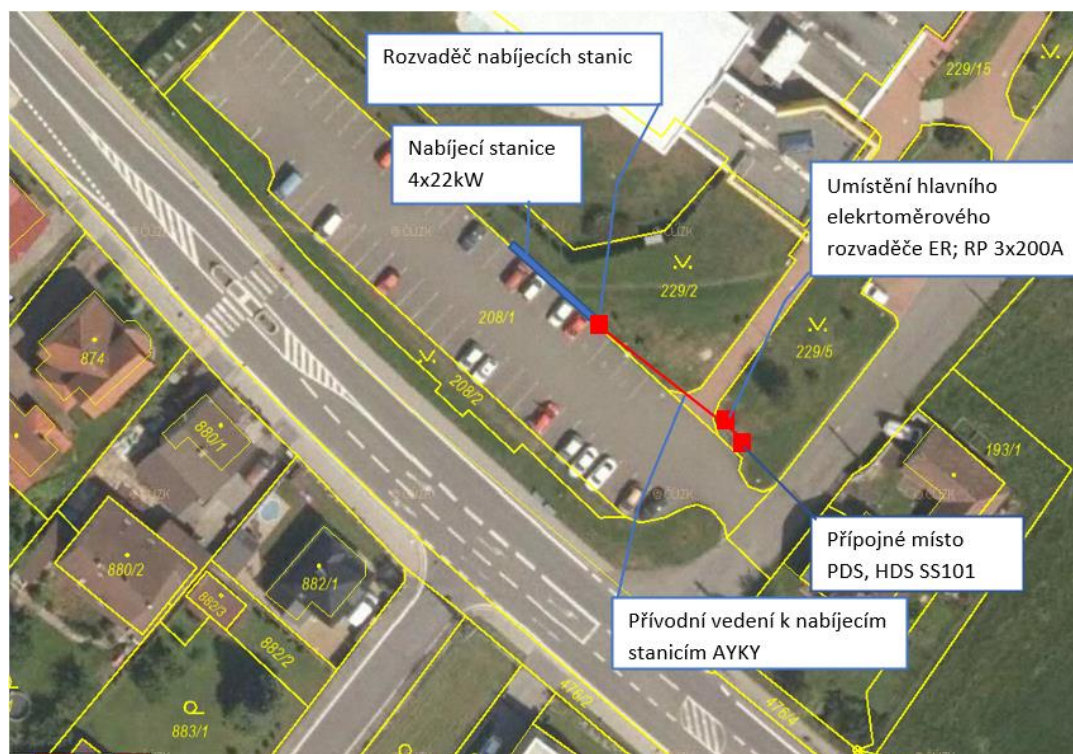 Rozvaděč nabíjecích stanic
229/15
Nabíjecí stanice
4x22kW
Umístění hlavního
elekrtoměrového
rozvaděče ER; RP 3x200A
© ČÚZK
© ČÚZK
© ČÚZK
229/2
208/1
229/5
874
208/2
880/1
193/1
© ČÚZK
© ČÚZK
© ČÚZK
Přípojné místo
PDS, HDS SS101
880/2
882/1
882/3
Přívodní vedení k nabíjecím
stanicím AYKY
882/2
476/2
476/4
883/1